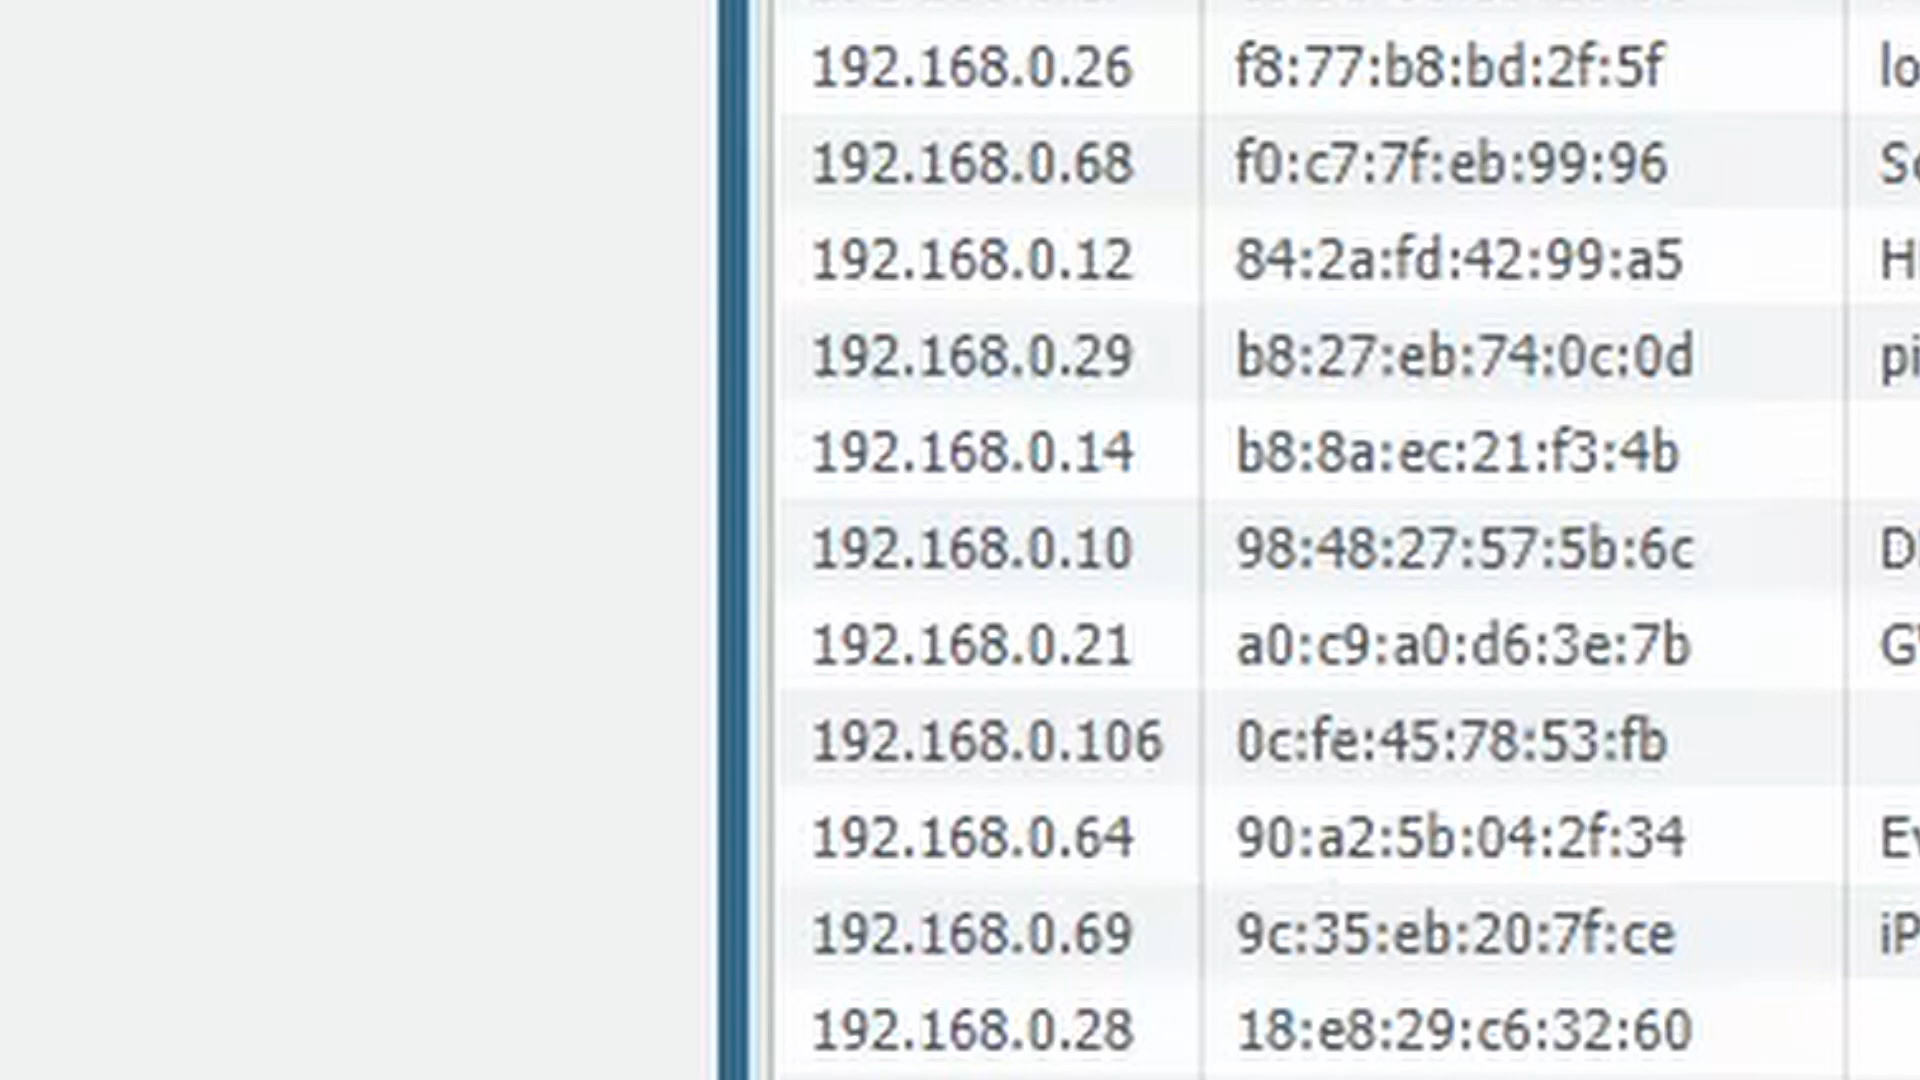 192.168.0.26 f8:77:b8:bd:2f:5f lo
192.168.0.68 f0:c7:7f:eb:99:96 Sc
192.168.0.12 84:2a:fd:42:99:a5 H
192.168.0.29 b8:27:eb:74:0c:0d pi
192.168.0.14 b8:8a:ec:21:f3:4b
192.168.0.10 98:48:27:57:5b:6c D
192.168.0.21 a0:c9:a0:d6:3e:7b G
192.168.0.106 0c:fe:45:78:53:fb
192.168.0.64 90:a2:5b:04:2f:34 Ev
192.168.0.69 9c:35:eb:20:7f:ce iP
192.168.0.28 18:e8:29:c6:32:60